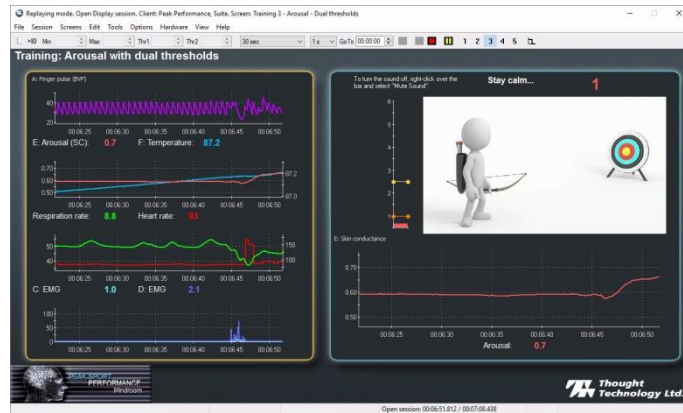 Replaying mode. Open Display session. Client: Peak Performance, Suite. Screen: Training 3 - Arousal - Dual thresholds
File Session Screens Edit Tools Options Hardware View Help
Min Max Thr1 Thr2 30 sec 1 x GoTo 00:00:00 1 2 3 4 5
Training: Arousal with dual thresholds
A: Finger pulse (BVP)
40
20
00:06:25 00:06:30 00:06:35 00:06:40 00:06:45 00:06:50
E: Arousal (SC): 0.7 F: Temperature: 87.2
0.70
0.60
0.50
87.2
87.0
00:06:25 00:06:30 00:06:35 00:06:40 00:06:45 00:06:50
Respiration rate: 8.8 Heart rate: 93
50
40
150
100
00:06:25 00:06:30 00:06:35 00:06:40 00:06:45 00:06:50
C: EMG 1.0 D: EMG 2.1
100
50
0
00:06:25 00:06:30 00:06:35 00:06:40 00:06:45 00:06:50
To turn the sound off, right-click over the
bar and select "Mute Sound".
Stay calm...
1
6
5
4
3
2
1
E: Skin conductance
0.70
0.60
0.50
00:06:25 00:06:30 00:06:35 00:06:40 00:06:45 00:06:50
Arousal: 0.7
PEAK-SPORT
PERFORMANCE
Mindroom
Thought
Technology Ltd.
Open session: 00:06:51.812 / 00:07:08.438